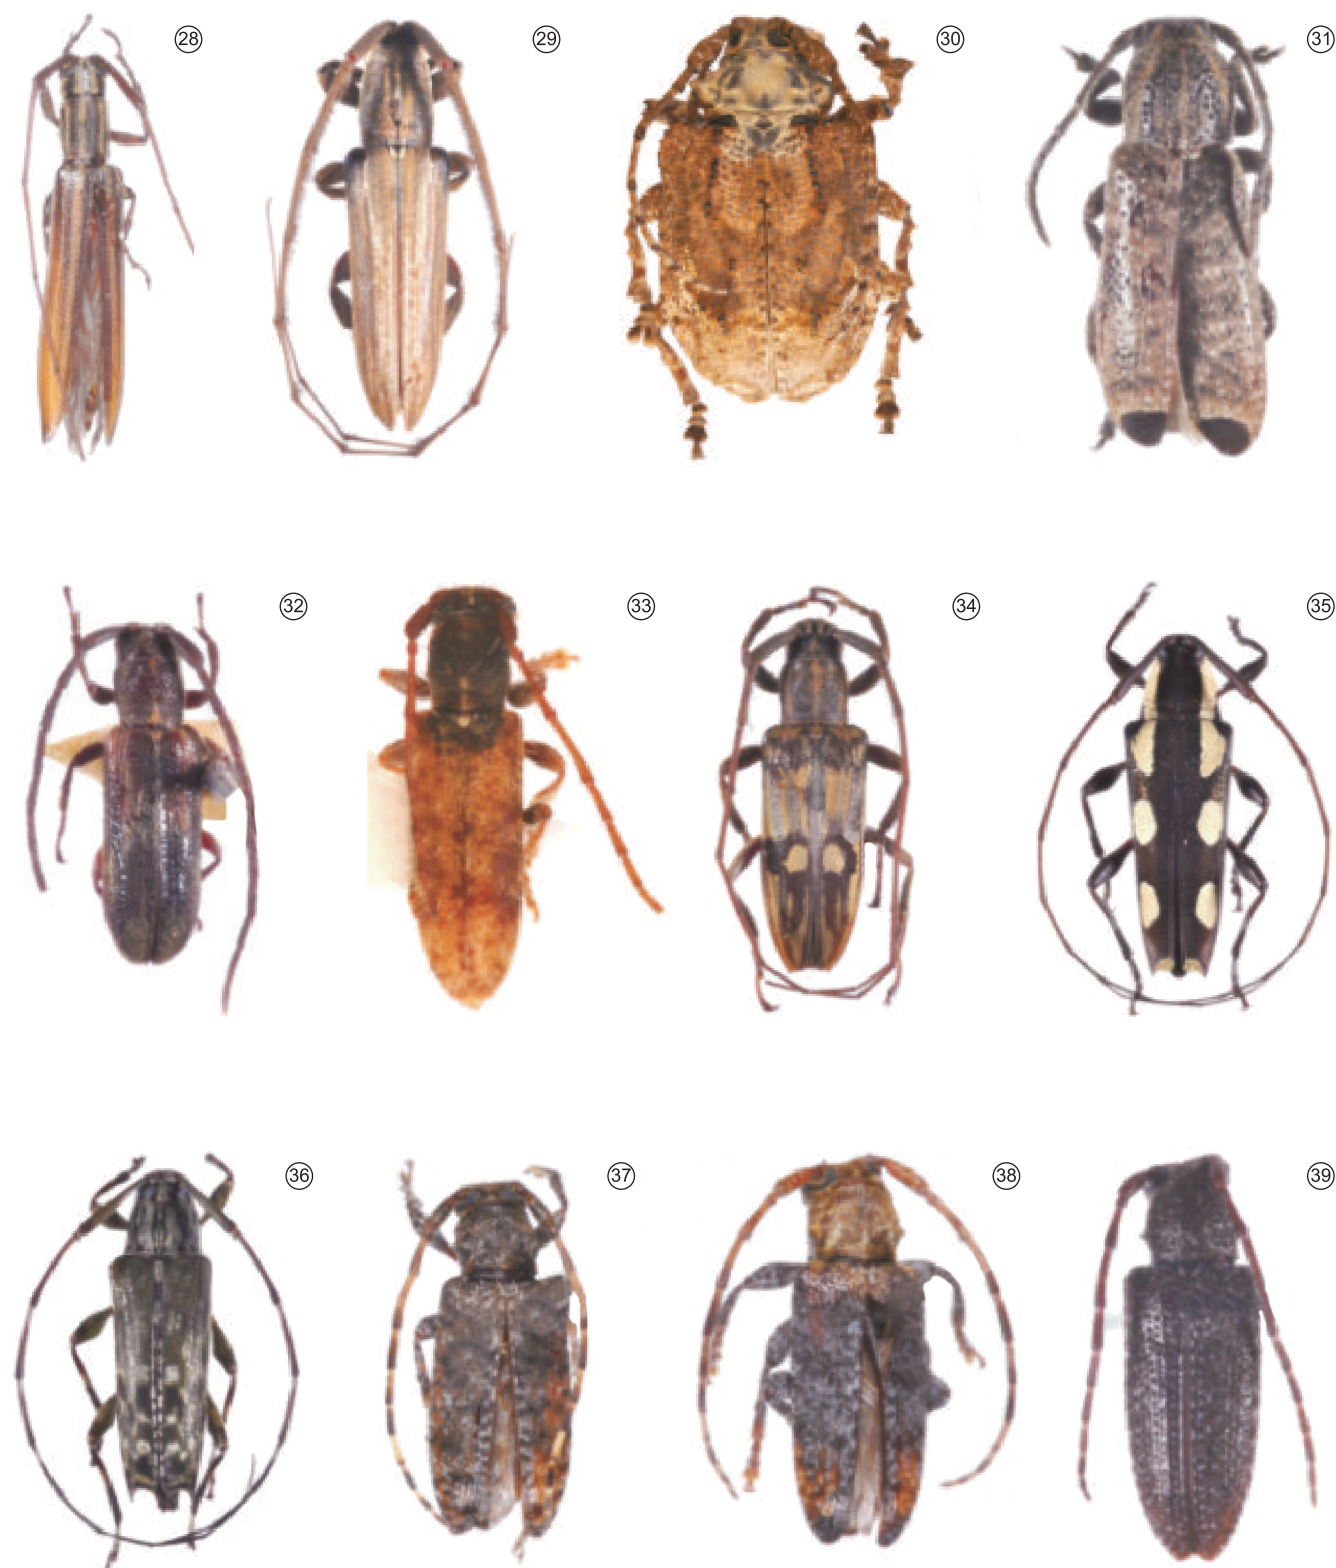 ㉘ ㉙ ㉚ ㉛
㉜ ㉝ ㉞ ㉟
㊱ ㊲ ㊳ ㊴